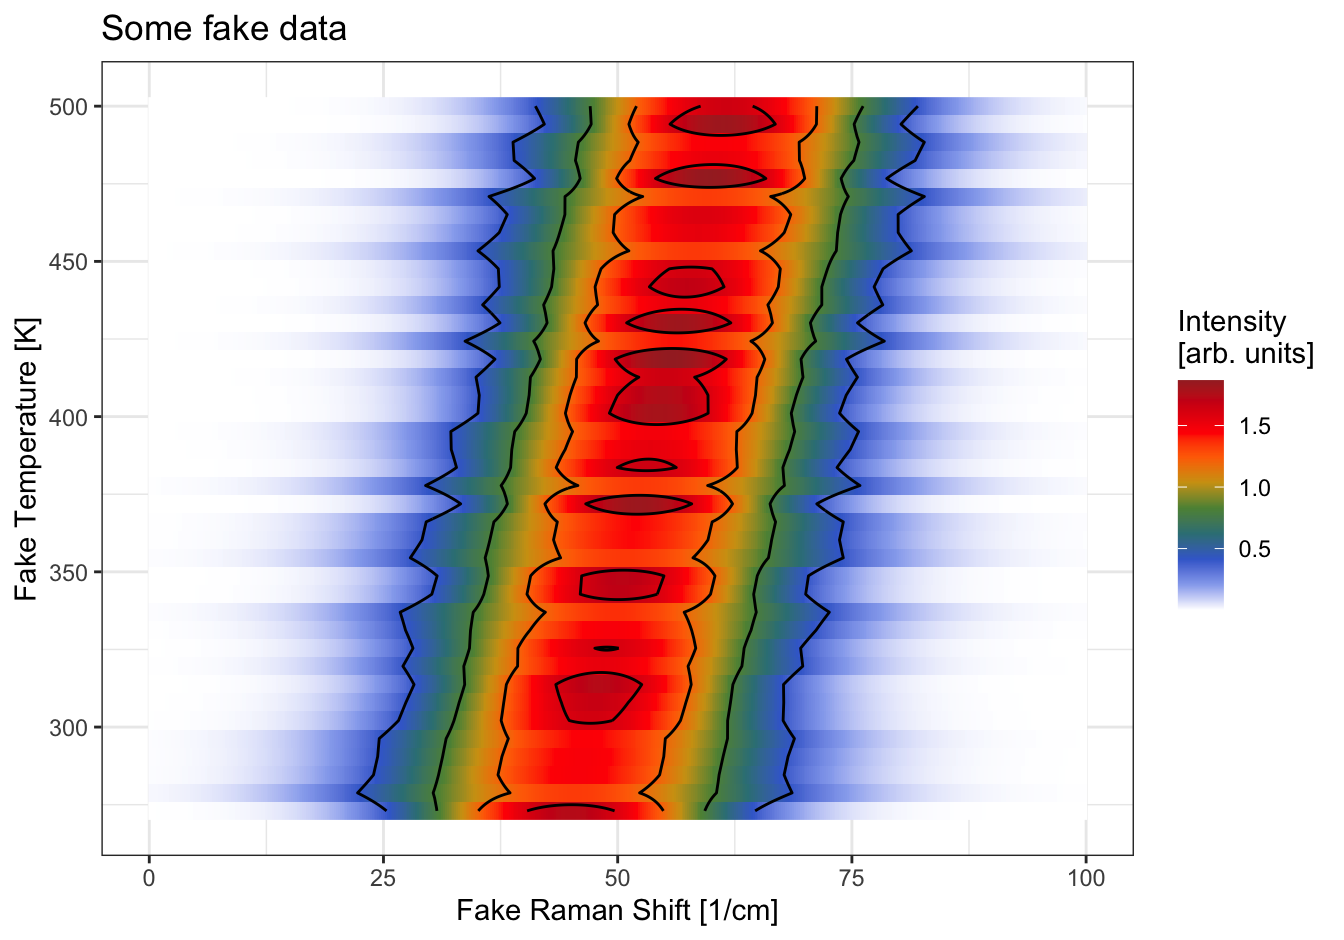 Some fake data
500
450
400
350
300
Fake Temperature [K]
0 25 50 75 100
Fake Raman Shift [1/cm]
Intensity
[arb. units]
1.5
1.0
0.5